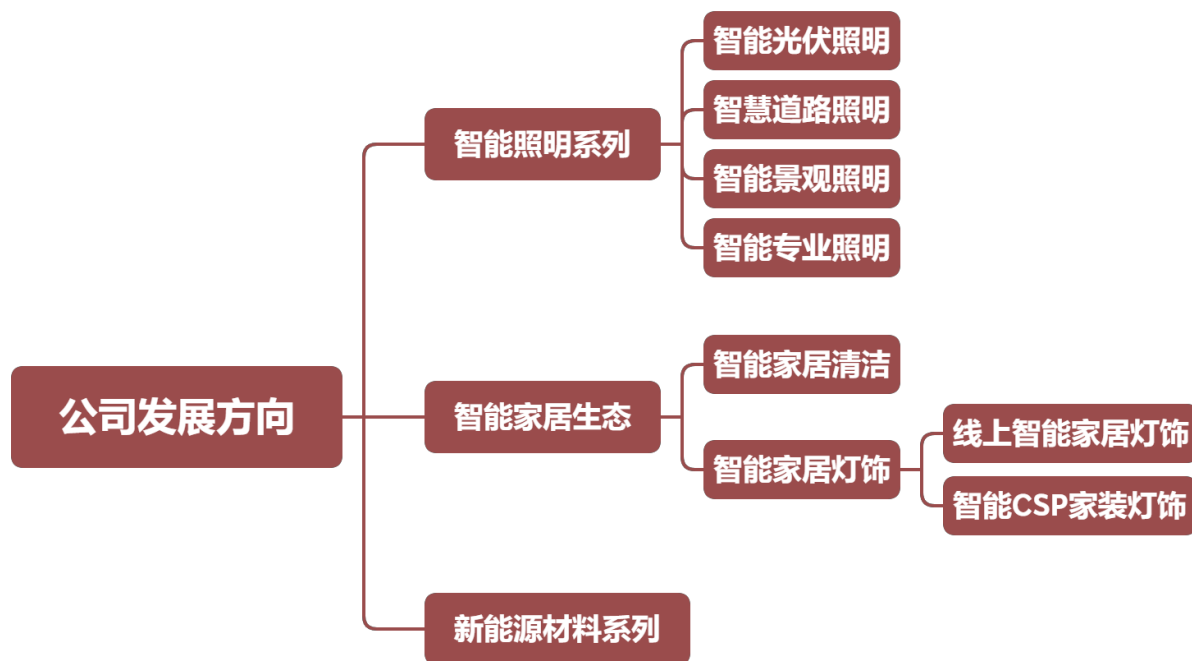 公司发展方向
智能照明系列
智能光伏照明
智慧道路照明
智能景观照明
智能专业照明
智能家居生态
智能家居清洁
智能家居灯饰
线上智能家居灯饰
智能CSP家装灯饰
新能源材料系列